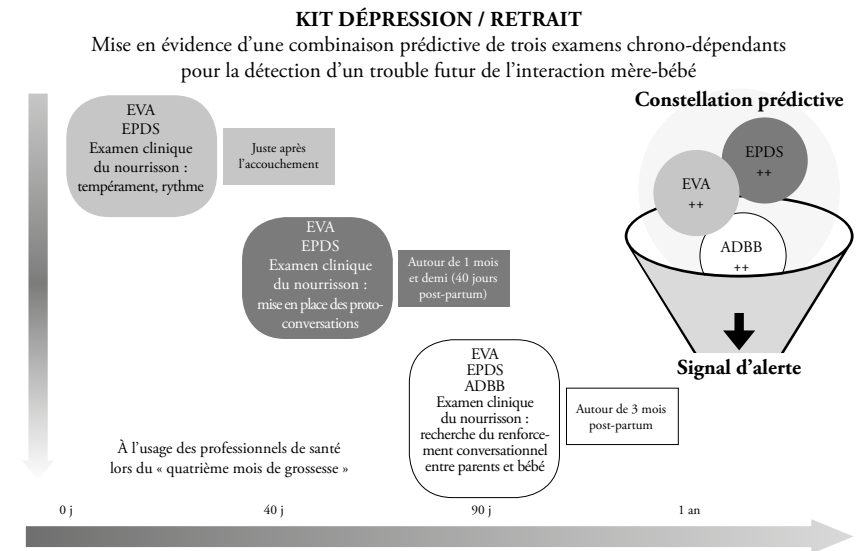 KIT DÉPRESSION / RETRAIT
Mise en évidence d’une combinaison prédictive de trois examens chrono-dépendants
pour la détection d’un trouble futur de l’interaction mère-bébé
EVA
EPDS
Examen clinique
du nourrisson :
tempérament, rythme
Juste après
l’accouchement
EVA
EPDS
Examen clinique
du nourrisson :
mise en place des proto-
conversations
Autour de 1 mois
et demi (40 jours
post-partum)
EVA
EPDS
ADBB
Examen clinique
du nourrisson :
recherche du renforce-
ment conversationnel
entre parents et bébé
Autour de 3 mois
post-partum
Constellation prédictive
EPDS
++
EVA
++
ADBB
++
Signal d’alerte
À l’usage des professionnels de santé
lors du « quatrième mois de grossesse »
0 j
40 j
90 j
1 an